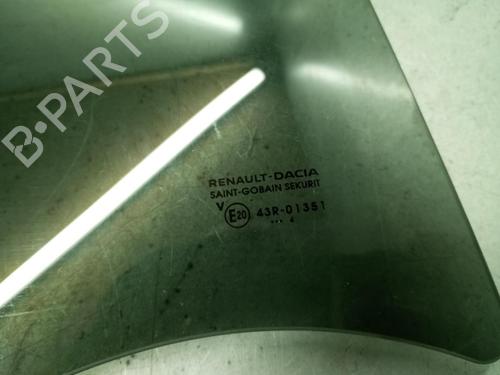 B-PARTS
RENAULT-DACIA
SAINT-GOBAIN SEKURIT
V
E20 43R-01351
... 4